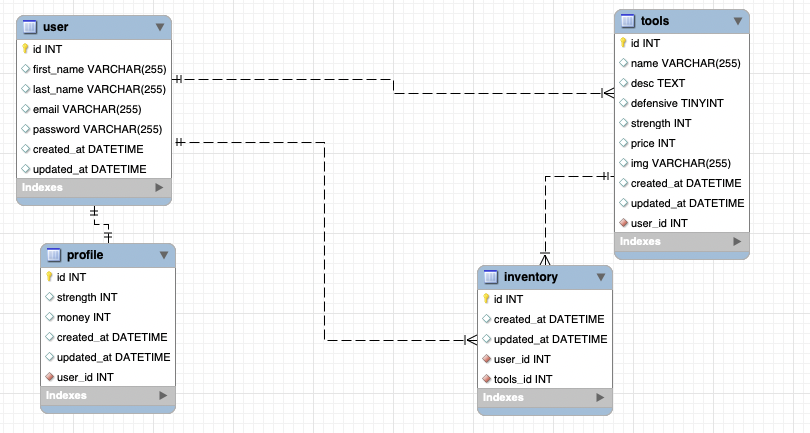 user
id INT
first_name VARCHAR(255)
last_name VARCHAR(255)
email VARCHAR(255)
password VARCHAR(255)
created_at DATETIME
updated_at DATETIME
Indexes
profile
id INT
strength INT
money INT
created_at DATETIME
updated_at DATETIME
user_id INT
Indexes
tools
id INT
name VARCHAR(255)
desc TEXT
defensive TINYINT
strength INT
price INT
img VARCHAR(255)
created_at DATETIME
updated_at DATETIME
user_id INT
Indexes
inventory
id INT
created_at DATETIME
updated_at DATETIME
user_id INT
tools_id INT
Indexes